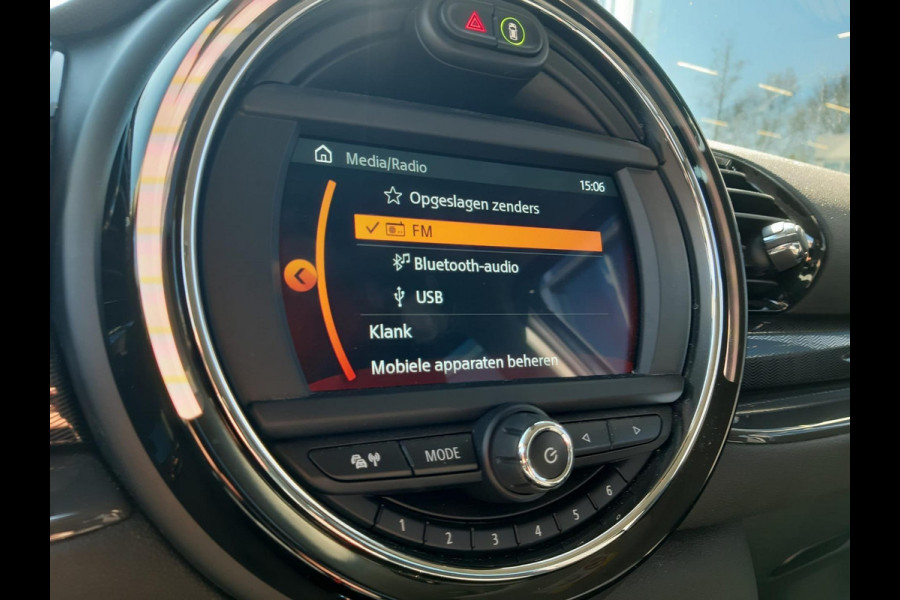 Media/Radio
15:06
Opgeslagen zenders
FM
Bluetooth-audio
USB
Klank
Mobiele apparaten beheren
MODE
1 2 3 4 5 6